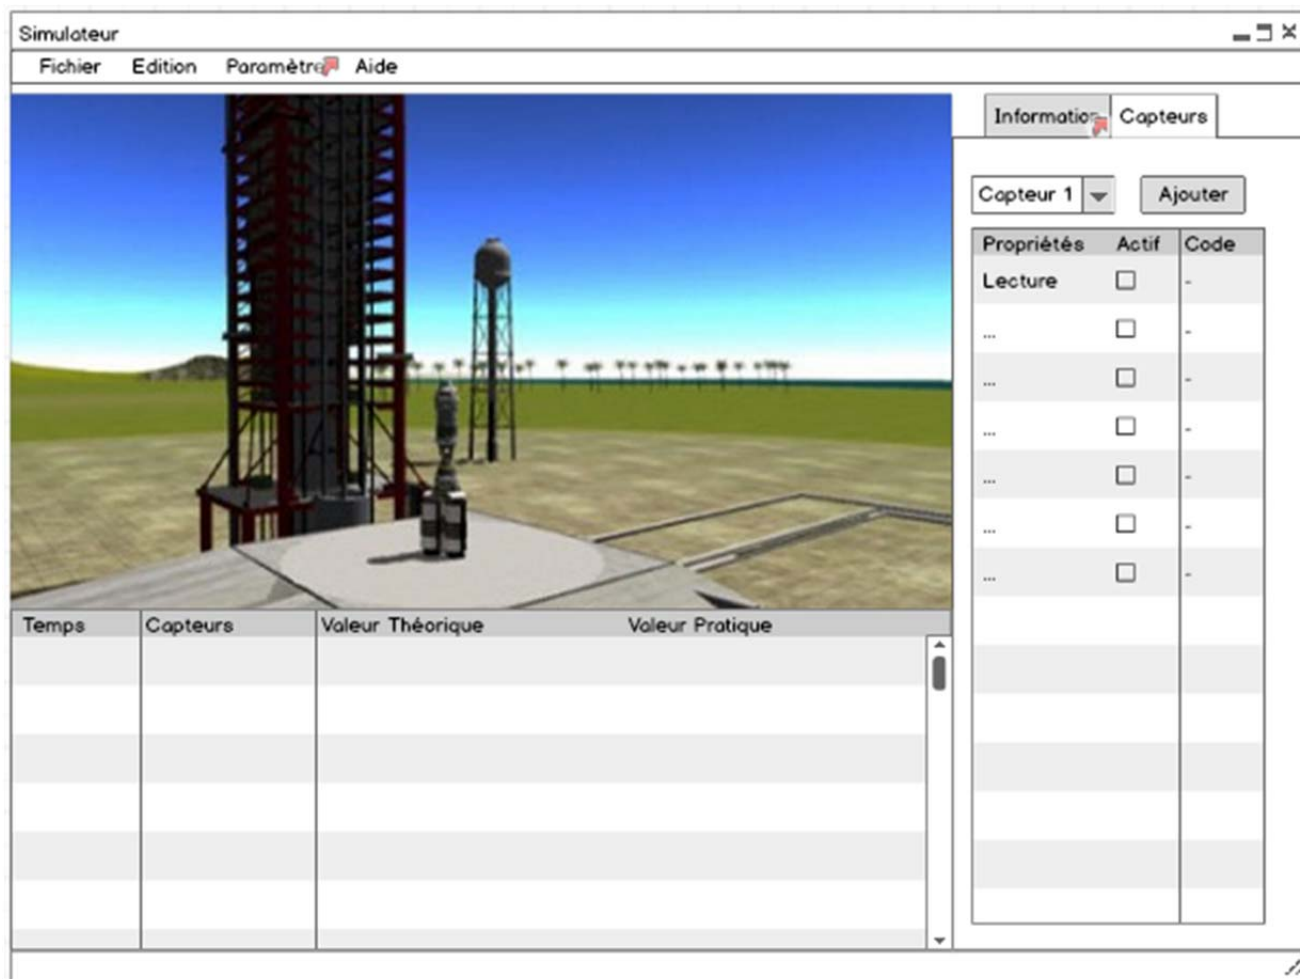 Simulateur
Fichier Edition Paramètre Aide
Information Capteurs
Capteur 1 Ajouter
Propriétés Actif Code
Lecture -
... -
... -
... -
... -
... -
... -
Temps Capteurs Valeur Théorique Valeur Pratique